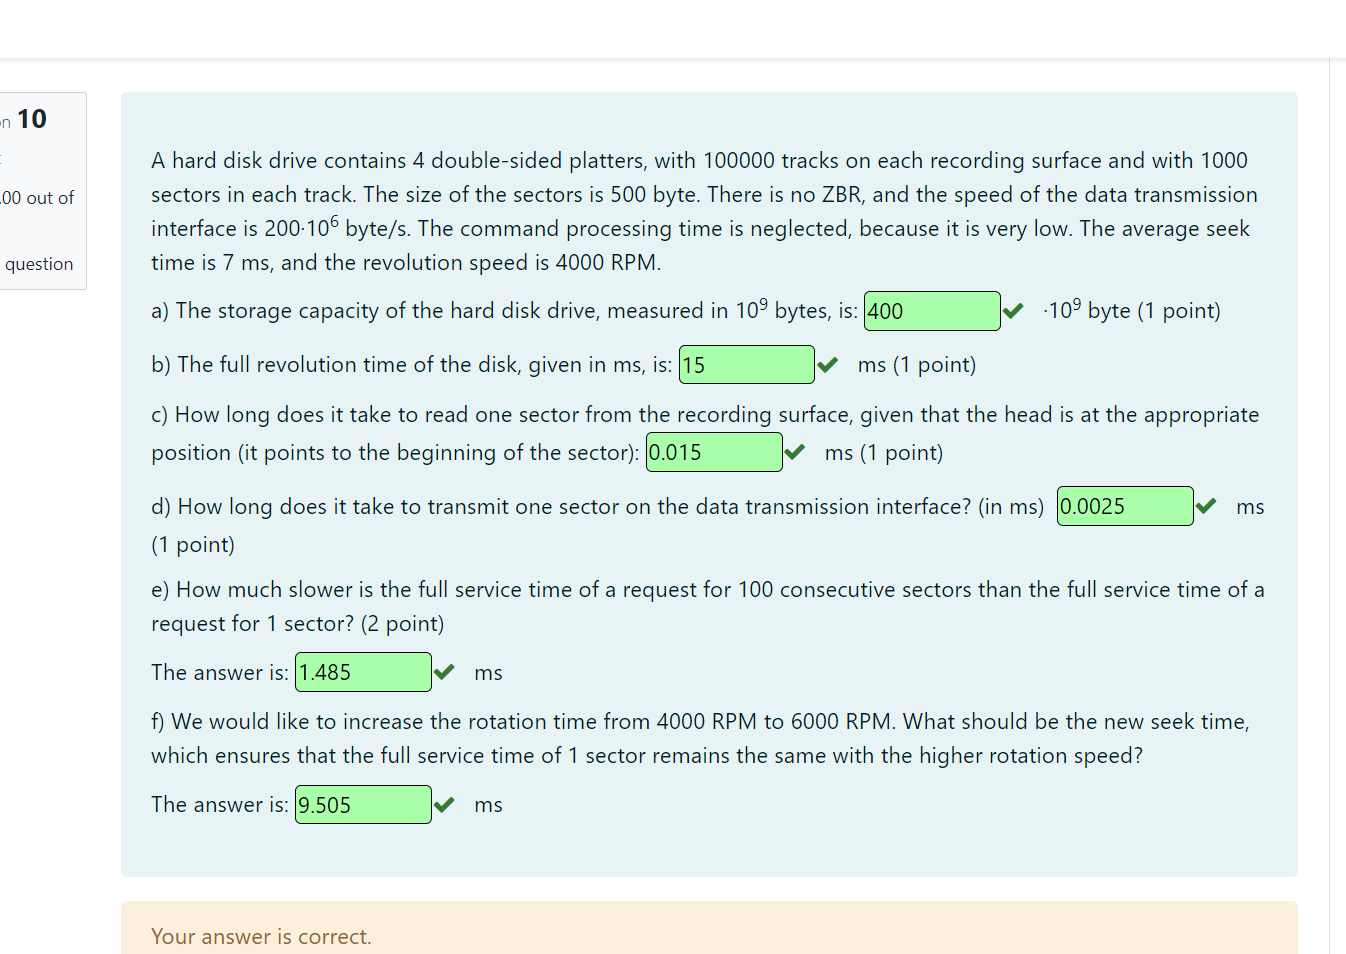 n 10
.00 out of
question
A hard disk drive contains 4 double-sided platters, with 100000 tracks on each recording surface and with 1000
sectors in each track. The size of the sectors is 500 byte. There is no ZBR, and the speed of the data transmission
interface is 200·10⁶ byte/s. The command processing time is neglected, because it is very low. The average seek
time is 7 ms, and the revolution speed is 4000 RPM.
a) The storage capacity of the hard disk drive, measured in 10⁹ bytes, is: 400 ✔ ·10⁹ byte (1 point)
b) The full revolution time of the disk, given in ms, is: 15 ✔ ms (1 point)
c) How long does it take to read one sector from the recording surface, given that the head is at the appropriate
position (it points to the beginning of the sector): 0.015 ✔ ms (1 point)
d) How long does it take to transmit one sector on the data transmission interface? (in ms) 0.0025 ✔ ms
(1 point)
e) How much slower is the full service time of a request for 100 consecutive sectors than the full service time of a
request for 1 sector? (2 point)
The answer is: 1.485 ✔ ms
f) We would like to increase the rotation time from 4000 RPM to 6000 RPM. What should be the new seek time,
which ensures that the full service time of 1 sector remains the same with the higher rotation speed?
The answer is: 9.505 ✔ ms
Your answer is correct.